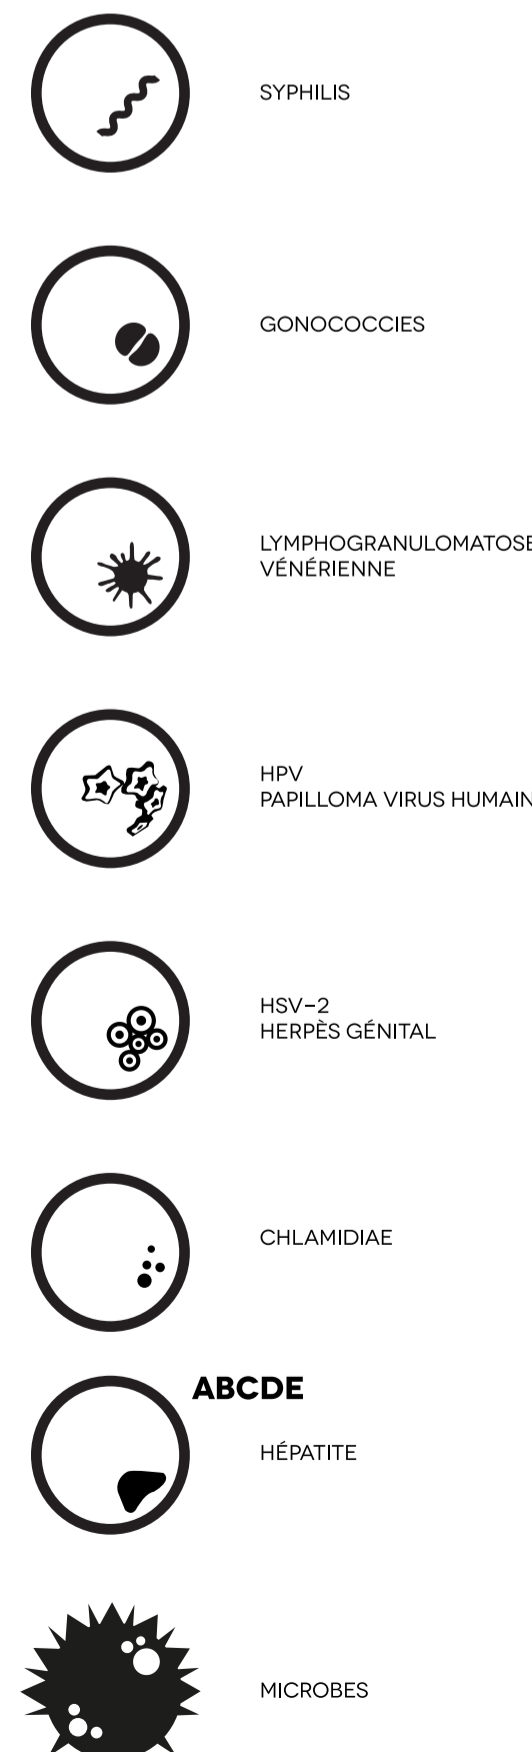 SYPHILIS
GONOCOCCIES
LYMPHOGRANULOMATOSE
VÉNÉRIENNE
HPV
PAPILLOMA VIRUS HUMAIN
HSV-2
HERPÈS GÉNITAL
CHLAMIDIAE
ABCDE
HÉPATITE
MICROBES